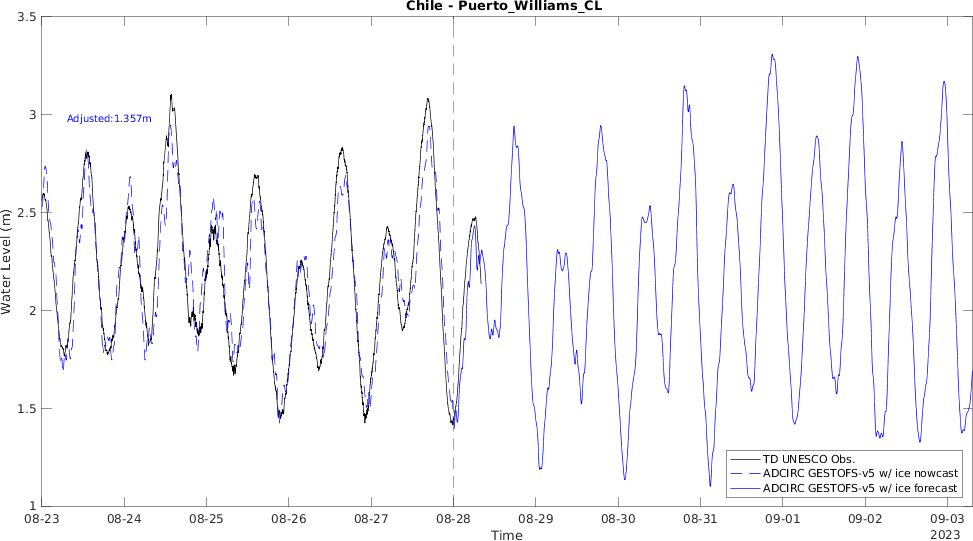 Chile - Puerto_Williams_CL
3.5
3
2.5
2
1.5
1
Water Level (m)
Adjusted:1.357m
TD UNESCO Obs.
ADCIRC GESTOFS-v5 w/ ice nowcast
ADCIRC GESTOFS-v5 w/ ice forecast
08-23 08-24 08-25 08-26 08-27 08-28 08-29 08-30 08-31 09-01 09-02 09-03
2023
Time